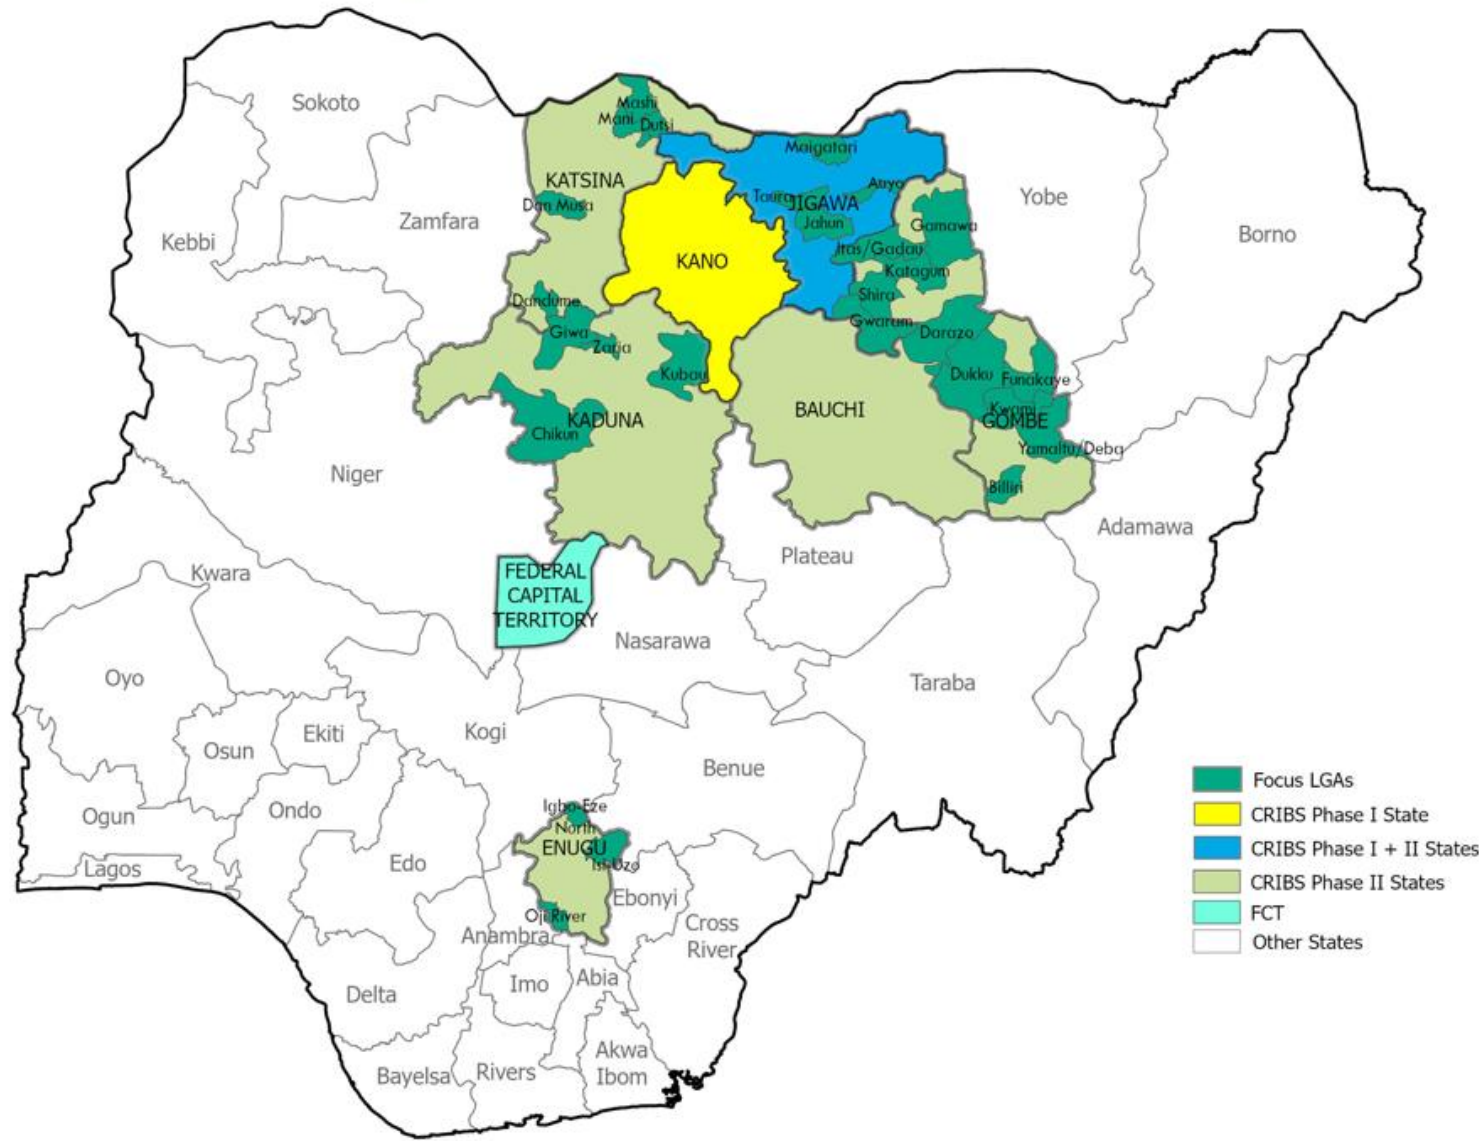 Sokoto
Mashi
Mani
Dutsi
Maigatari
KATSINA
Auyo
Taura
JIGAWA
Yobe
Dan Musa
Zamfara
Jahun
Gamawa
Kebbi
Borno
Itas/Gadau
KANO
Katagum
Shira
Dandume
Gwaram
Giwa
Darazo
Zaria
Kubau
Dukku
Funakaye
BAUCHI
Kwami
KADUNA
GOMBE
Chikun
Yamaltu/Deba
Niger
Billiri
Adamawa
Plateau
Kwara
FEDERAL
CAPITAL
TERRITORY
Nasarawa
Oyo
Taraba
Ekiti
Kogi
Osun
Benue
Focus LGAs
CRIBS Phase I State
CRIBS Phase I + II States
CRIBS Phase II States
FCT
Other States
Igbo-Eze
North
Ogun
Ondo
ENUGU
Isi-Uzo
Edo
Lagos
Ebonyi
Oji River
Cross
River
Anambra
Imo
Abia
Delta
Akwa
Ibom
Bayelsa
Rivers